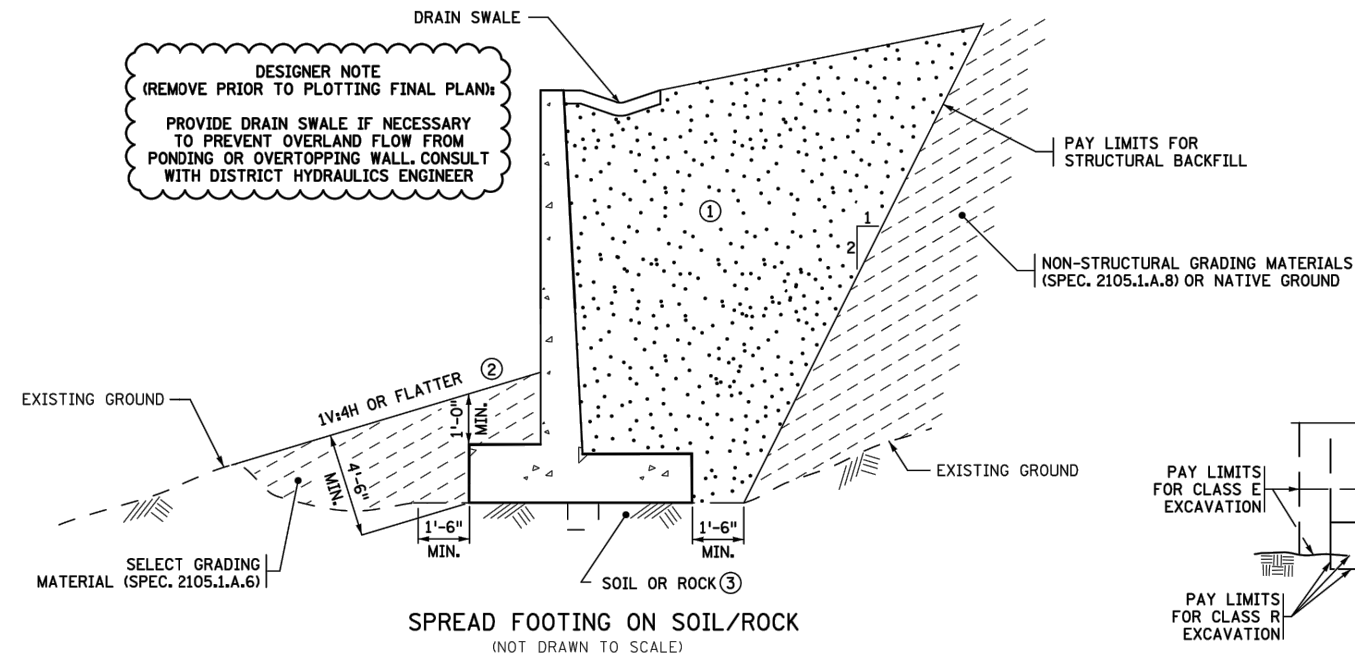 DRAIN SWALE
DESIGNER NOTE
(REMOVE PRIOR TO PLOTTING FINAL PLAN):
PROVIDE DRAIN SWALE IF NECESSARY
TO PREVENT OVERLAND FLOW FROM
PONDING OR OVERTOPPING WALL. CONSULT
WITH DISTRICT HYDRAULICS ENGINEER
PAY LIMITS FOR
STRUCTURAL BACKFILL
1
1
2
NON-STRUCTURAL GRADING MATERIALS
(SPEC. 2105.1.A.8) OR NATIVE GROUND
EXISTING GROUND
1V:4H OR FLATTER 2
1'-0"
MIN.
4'-6"
MIN.
EXISTING GROUND
1'-6"
MIN.
1'-6"
MIN.
SELECT GRADING
MATERIAL (SPEC. 2105.1.A.6)
SOIL OR ROCK 3
PAY LIMITS
FOR CLASS E
EXCAVATION
PAY LIMITS
FOR CLASS R
EXCAVATION
SPREAD FOOTING ON SOIL/ROCK
(NOT DRAWN TO SCALE)